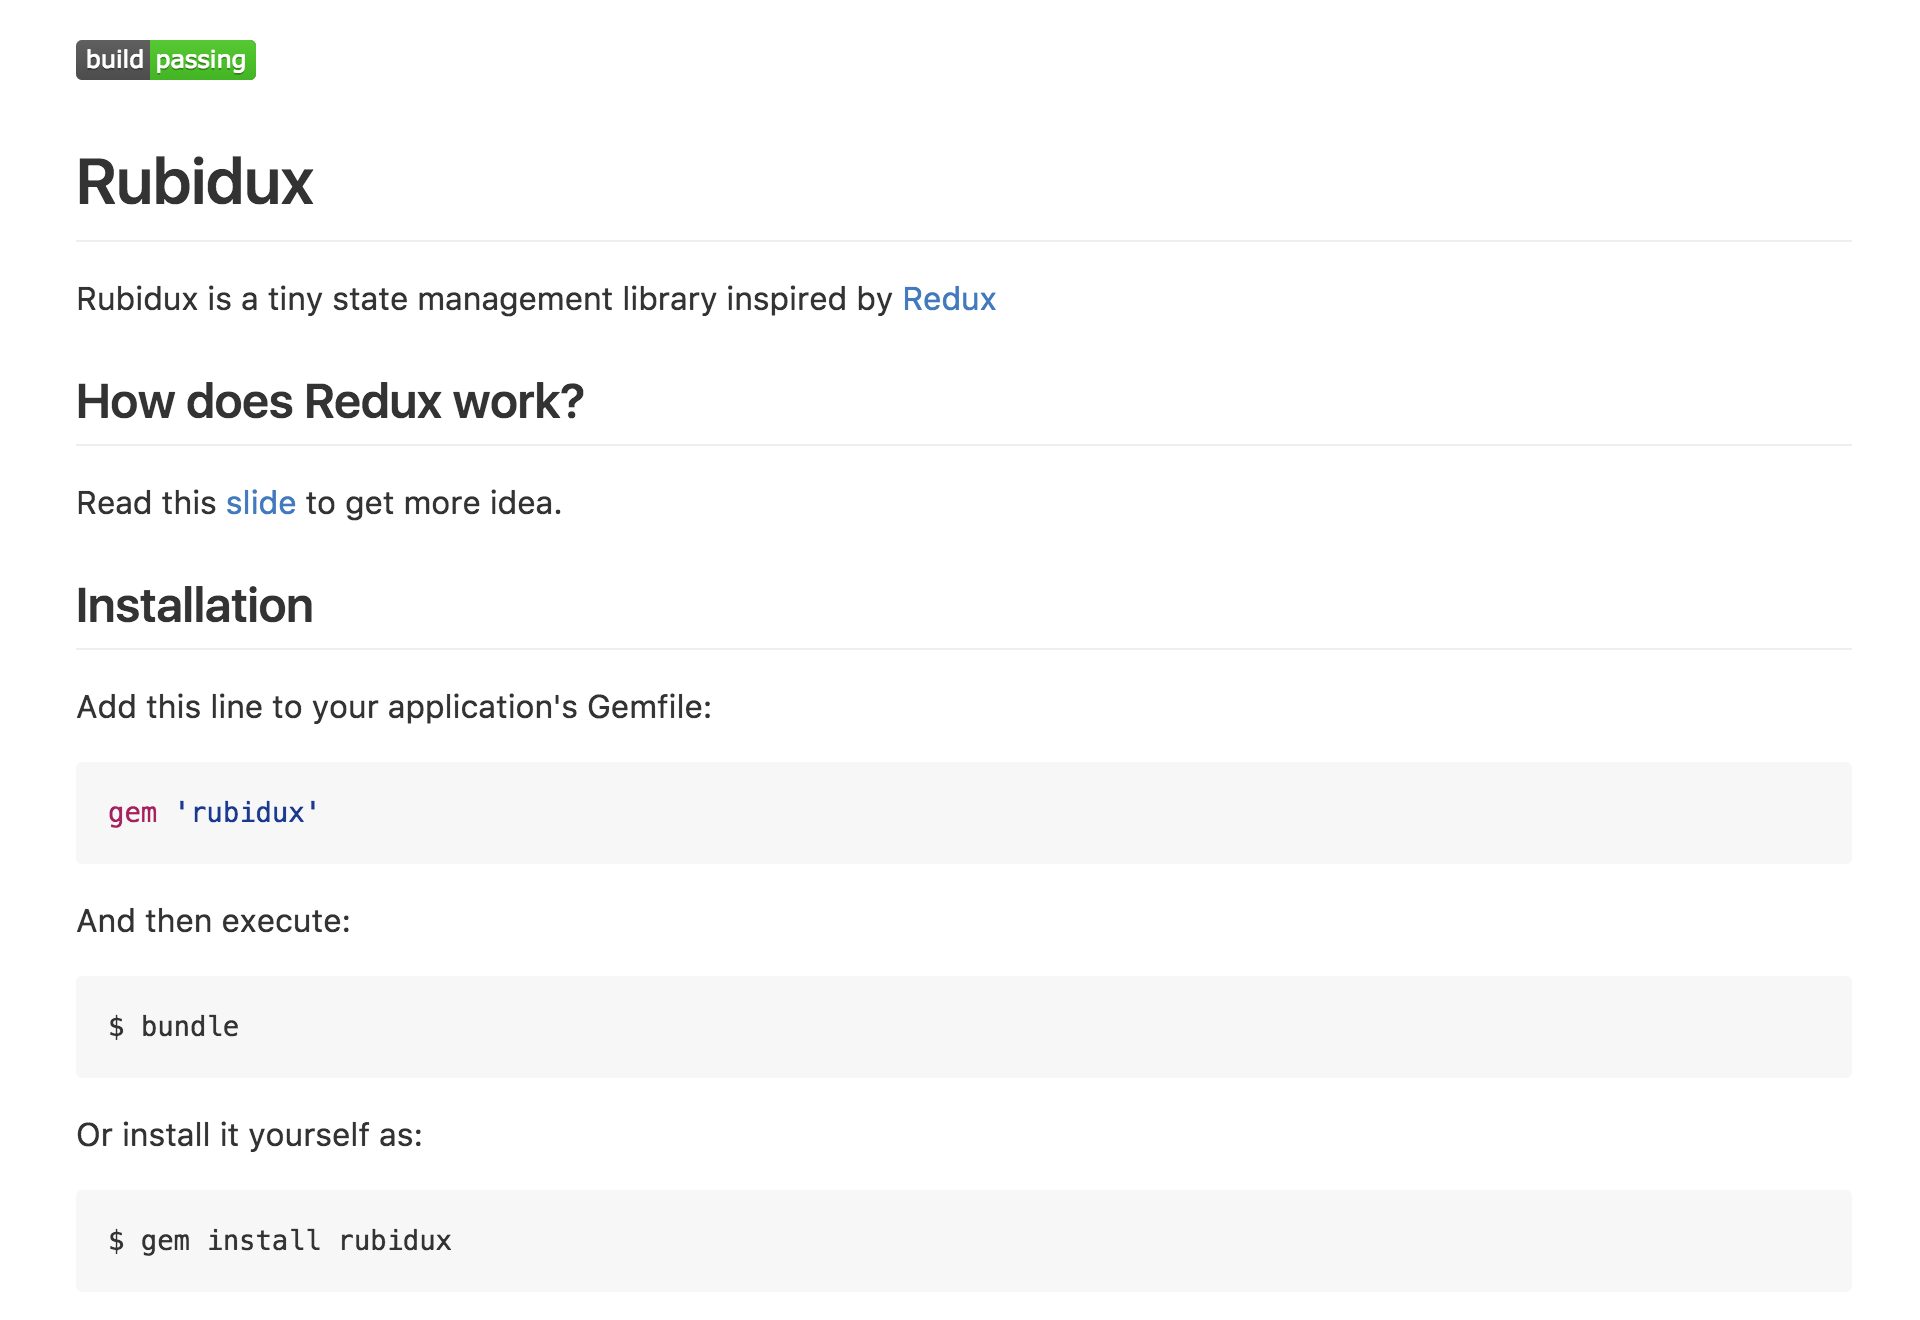 build passing
Rubidux
Rubidux is a tiny state management library inspired by Redux
How does Redux work?
Read this slide to get more idea.
Installation
Add this line to your application's Gemfile:
gem 'rubidux'
And then execute:
$ bundle
Or install it yourself as:
$ gem install rubidux